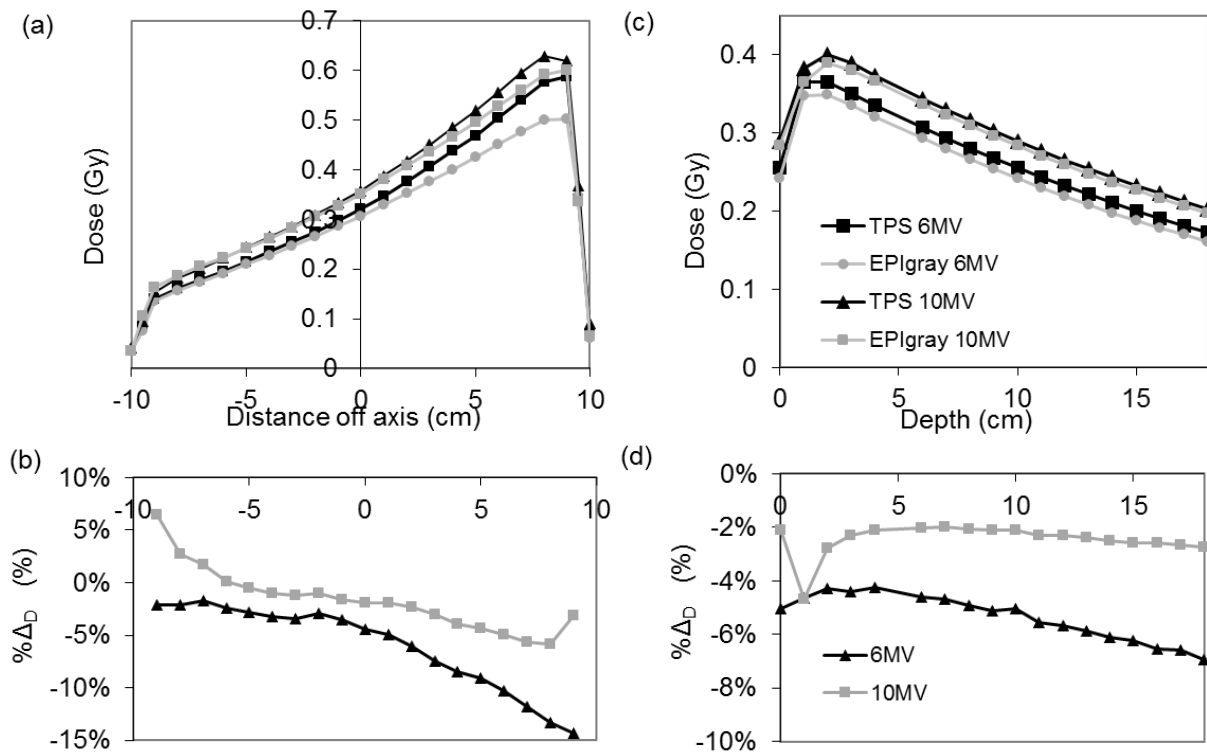 (a)
0.7
0.6
0.5
0.4
0.3
0.2
0.1
0
Dose (Gy)
-10 -5 0 5 10
Distance off axis (cm)
(c)
0.4
0.3
0.2
0.1
0
Dose (Gy)
TPS 6MV
EPIgray 6MV
TPS 10MV
EPIgray 10MV
0 5 10 15
Depth (cm)
(b)
10%
5%
0%
-5%
-10%
-15%
%Δ_D (%)
-10 -5 0 5 10
(d)
0%
-2%
-4%
-6%
-8%
-10%
%Δ_D (%)
0 5 10 15
6MV
10MV